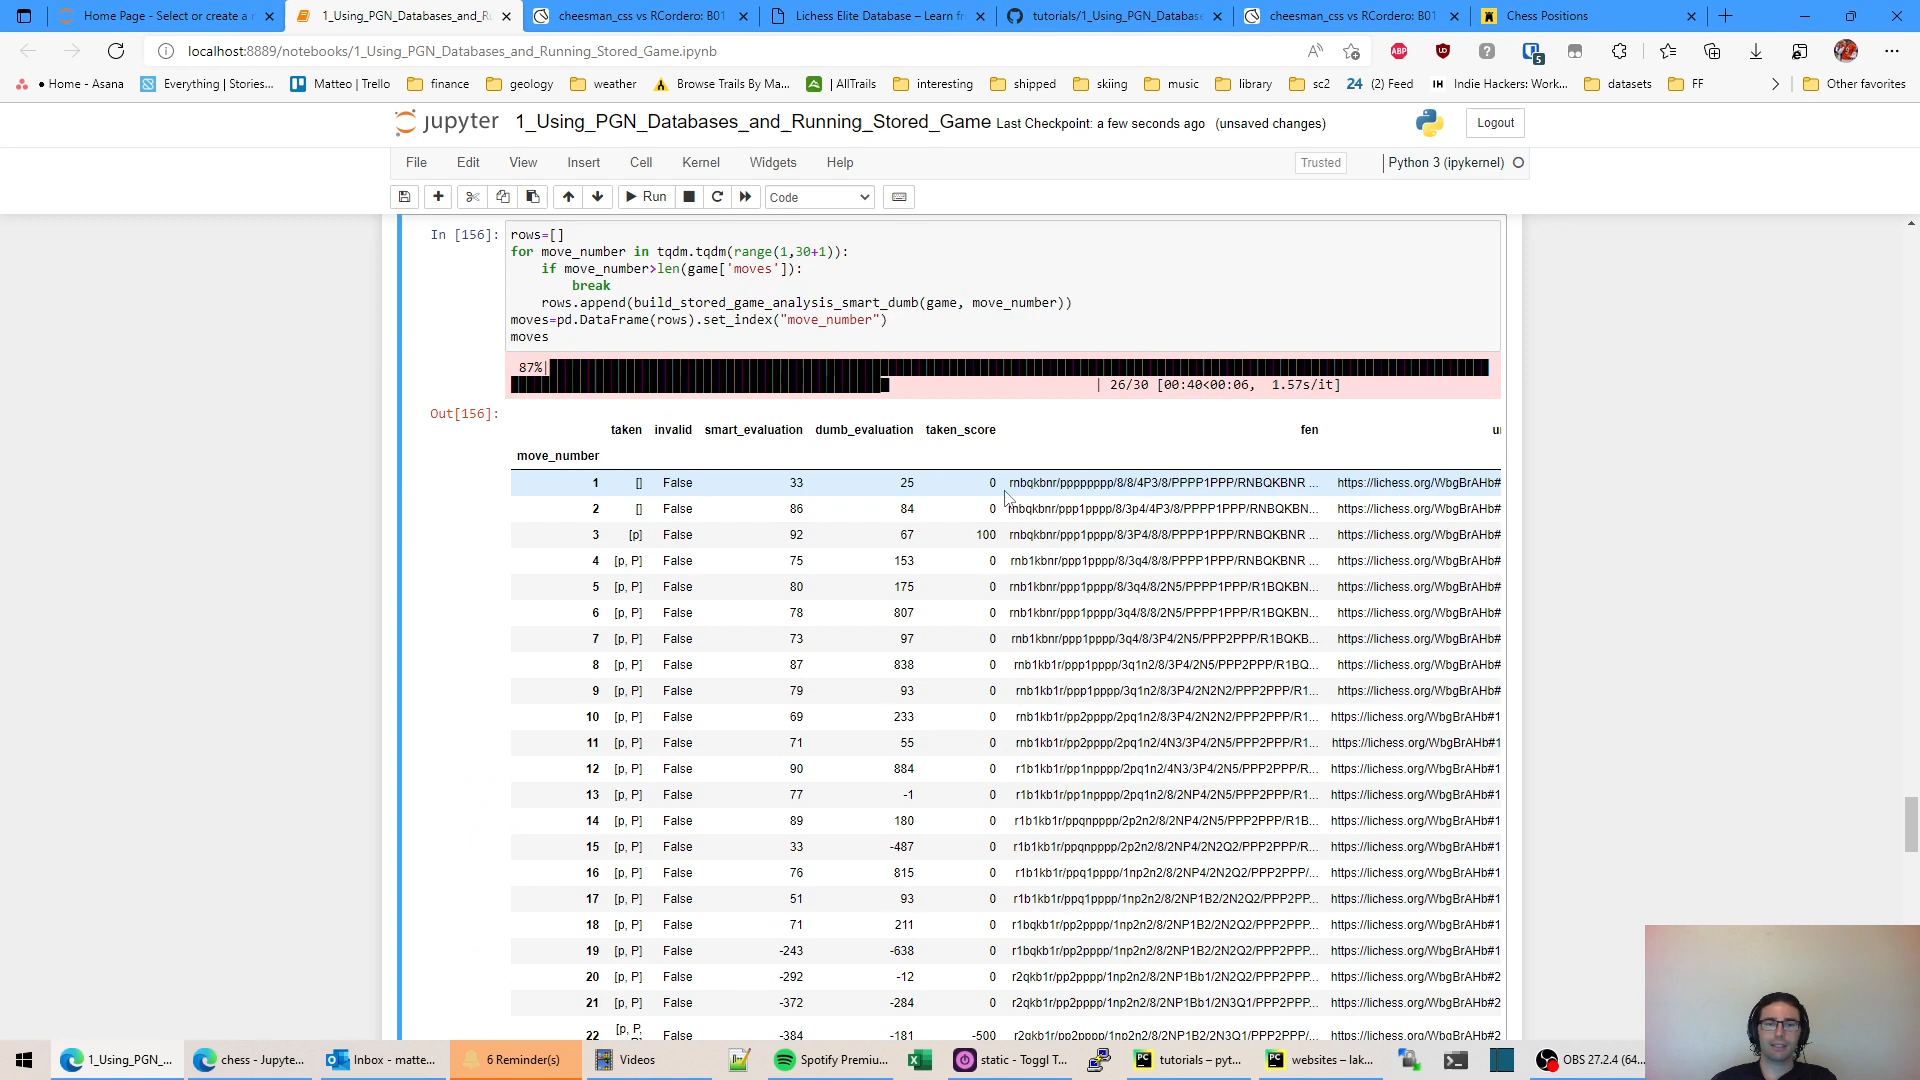 Home Page - Select or create a n
1_Using_PGN_Databases_and_Ru
cheesman_css vs RCordero: B01
Lichess Elite Database – Learn fr
tutorials/1_Using_PGN_Database
cheesman_css vs RCordero: B01
Chess Positions
localhost:8889/notebooks/1_Using_PGN_Databases_and_Running_Stored_Game.ipynb
• Home - Asana Everything | Stories... Matteo | Trello finance geology weather Browse Trails By Ma... | AllTrails interesting shipped skiing music library sc2 24 (2) Feed IH Indie Hackers: Work... datasets FF Other favorites
jupyter 1_Using_PGN_Databases_and_Running_Stored_Game Last Checkpoint: a few seconds ago (unsaved changes) Logout
File Edit View Insert Cell Kernel Widgets Help Trusted Python 3 (ipykernel)
Run Code
In [156]: rows=[]
for move_number in tqdm.tqdm(range(1,30+1)):
if move_number>len(game['moves']):
break
rows.append(build_stored_game_analysis_smart_dumb(game, move_number))
moves=pd.DataFrame(rows).set_index("move_number")
moves
87%|
| 26/30 [00:40<00:06, 1.57s/it]
Out[156]:
taken invalid smart_evaluation dumb_evaluation taken_score fen
move_number
1 [] False 33 25 0 rnbqkbnr/pppppppp/8/8/4P3/8/PPPP1PPP/RNBQKBNR ... https://lichess.org/WbgBrAHb#
2 [] False 86 84 0 rnbqkbnr/ppp1pppp/8/3p4/4P3/8/PPPP1PPP/RNBQKBN... https://lichess.org/WbgBrAHb#
3 [p] False 92 67 100 rnbqkbnr/ppp1pppp/8/3P4/8/8/PPPP1PPP/RNBQKBNR ... https://lichess.org/WbgBrAHb#
4 [p, P] False 75 153 0 rnb1kbnr/ppp1pppp/8/3q4/8/8/PPPP1PPP/RNBQKBNR ... https://lichess.org/WbgBrAHb#
5 [p, P] False 80 175 0 rnb1kbnr/ppp1pppp/8/3q4/8/2N5/PPPP1PPP/R1BQKBN... https://lichess.org/WbgBrAHb#
6 [p, P] False 78 807 0 rnb1kbnr/ppp1pppp/3q4/8/8/2N5/PPPP1PPP/R1BQKBN... https://lichess.org/WbgBrAHb#
7 [p, P] False 73 97 0 rnb1kbnr/ppp1pppp/3q4/8/3P4/2N5/PPP2PPP/R1BQKB... https://lichess.org/WbgBrAHb#
8 [p, P] False 87 838 0 rnb1kb1r/ppp1pppp/3q1n2/8/3P4/2N5/PPP2PPP/R1BQ... https://lichess.org/WbgBrAHb#
9 [p, P] False 79 93 0 rnb1kb1r/ppp1pppp/3q1n2/8/3P4/2N2N2/PPP2PPP/R1... https://lichess.org/WbgBrAHb#
10 [p, P] False 69 233 0 rnb1kb1r/pp2pppp/2pq1n2/8/3P4/2N2N2/PPP2PPP/R1... https://lichess.org/WbgBrAHb#1
11 [p, P] False 71 55 0 rnb1kb1r/pp2pppp/2pq1n2/4N3/3P4/2N5/PPP2PPP/R1... https://lichess.org/WbgBrAHb#1
12 [p, P] False 90 884 0 r1b1kb1r/pp1npppp/2pq1n2/4N3/3P4/2N5/PPP2PPP/R... https://lichess.org/WbgBrAHb#1
13 [p, P] False 77 -1 0 r1b1kb1r/pp1npppp/2pq1n2/8/2NP4/2N5/PPP2PPP/R1... https://lichess.org/WbgBrAHb#1
14 [p, P] False 89 180 0 r1b1kb1r/ppqnpppp/2p2n2/8/2NP4/2N5/PPP2PPP/R1B... https://lichess.org/WbgBrAHb#1
15 [p, P] False 33 -487 0 r1b1kb1r/ppqnpppp/2p2n2/8/2NP4/2N2Q2/PPP2PPP/R... https://lichess.org/WbgBrAHb#1
16 [p, P] False 76 815 0 r1b1kb1r/ppq1pppp/1np2n2/8/2NP4/2N2Q2/PPP2PPP/... https://lichess.org/WbgBrAHb#1
17 [p, P] False 51 93 0 r1b1kb1r/ppq1pppp/1np2n2/8/2NP1B2/2N2Q2/PPP2PP... https://lichess.org/WbgBrAHb#1
18 [p, P] False 71 211 0 r1bqkb1r/pp2pppp/1np2n2/8/2NP1B2/2N2Q2/PPP2PPP... https://lichess.org/WbgBrAHb#1
19 [p, P] False -243 -638 0 r1bqkb1r/pp2pppp/1np2n2/8/2NP1B2/2N2Q2/PPP2PPP... https://lichess.org/WbgBrAHb#1
20 [p, P] False -292 -12 0 r2qkb1r/pp2pppp/1np2n2/8/2NP1Bb1/2N2Q2/PPP2PPP... https://lichess.org/WbgBrAHb#2
21 [p, P] False -372 -284 0 r2qkb1r/pp2pppp/1np2n2/8/2NP1Bb1/2N3Q1/PPP2PPP... https://lichess.org/WbgBrAHb#2
22 [p, P, False -384 -181 -500 r2qkb1r/pp2pppp/1np2n2/8/2NP1B2/2N3Q1/PPP2PPP... https://lichess.org/WbgBrAHb#2
1_Using_PGN_... chess - Jupyte... Inbox - matte... 6 Reminder(s) Videos Spotify Premiu... static - Toggl T... tutorials – pyt... websites – lak... OBS 27.2.4 (64...